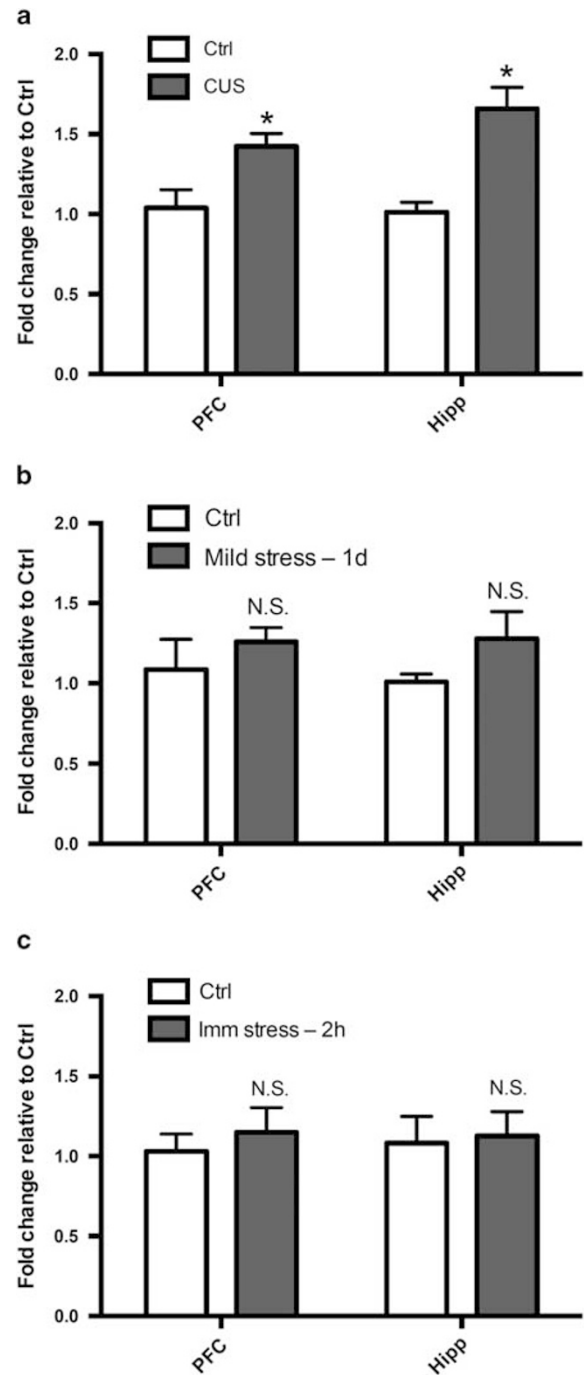 a
Ctrl
CUS
Fold change relative to Ctrl
2.0
1.5
1.0
0.5
0.0
*
*
PFC
Hipp
b
Ctrl
Mild stress – 1d
Fold change relative to Ctrl
2.0
1.5
1.0
0.5
0.0
N.S.
N.S.
PFC
Hipp
c
Ctrl
Imm stress – 2h
Fold change relative to Ctrl
2.0
1.5
1.0
0.5
0.0
N.S.
N.S.
PFC
Hipp